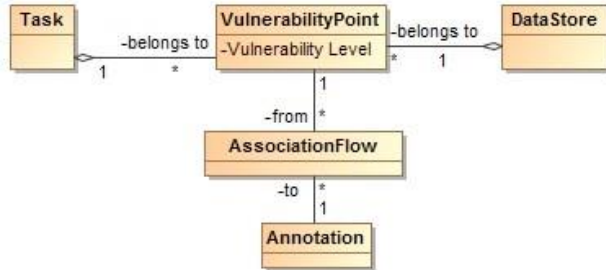 Task
VulnerabilityPoint
DataStore
-belongs to
-Vulnerability Level
-belongs to
1
*
*
1
1
-from
*
AssociationFlow
-to
*
1
Annotation